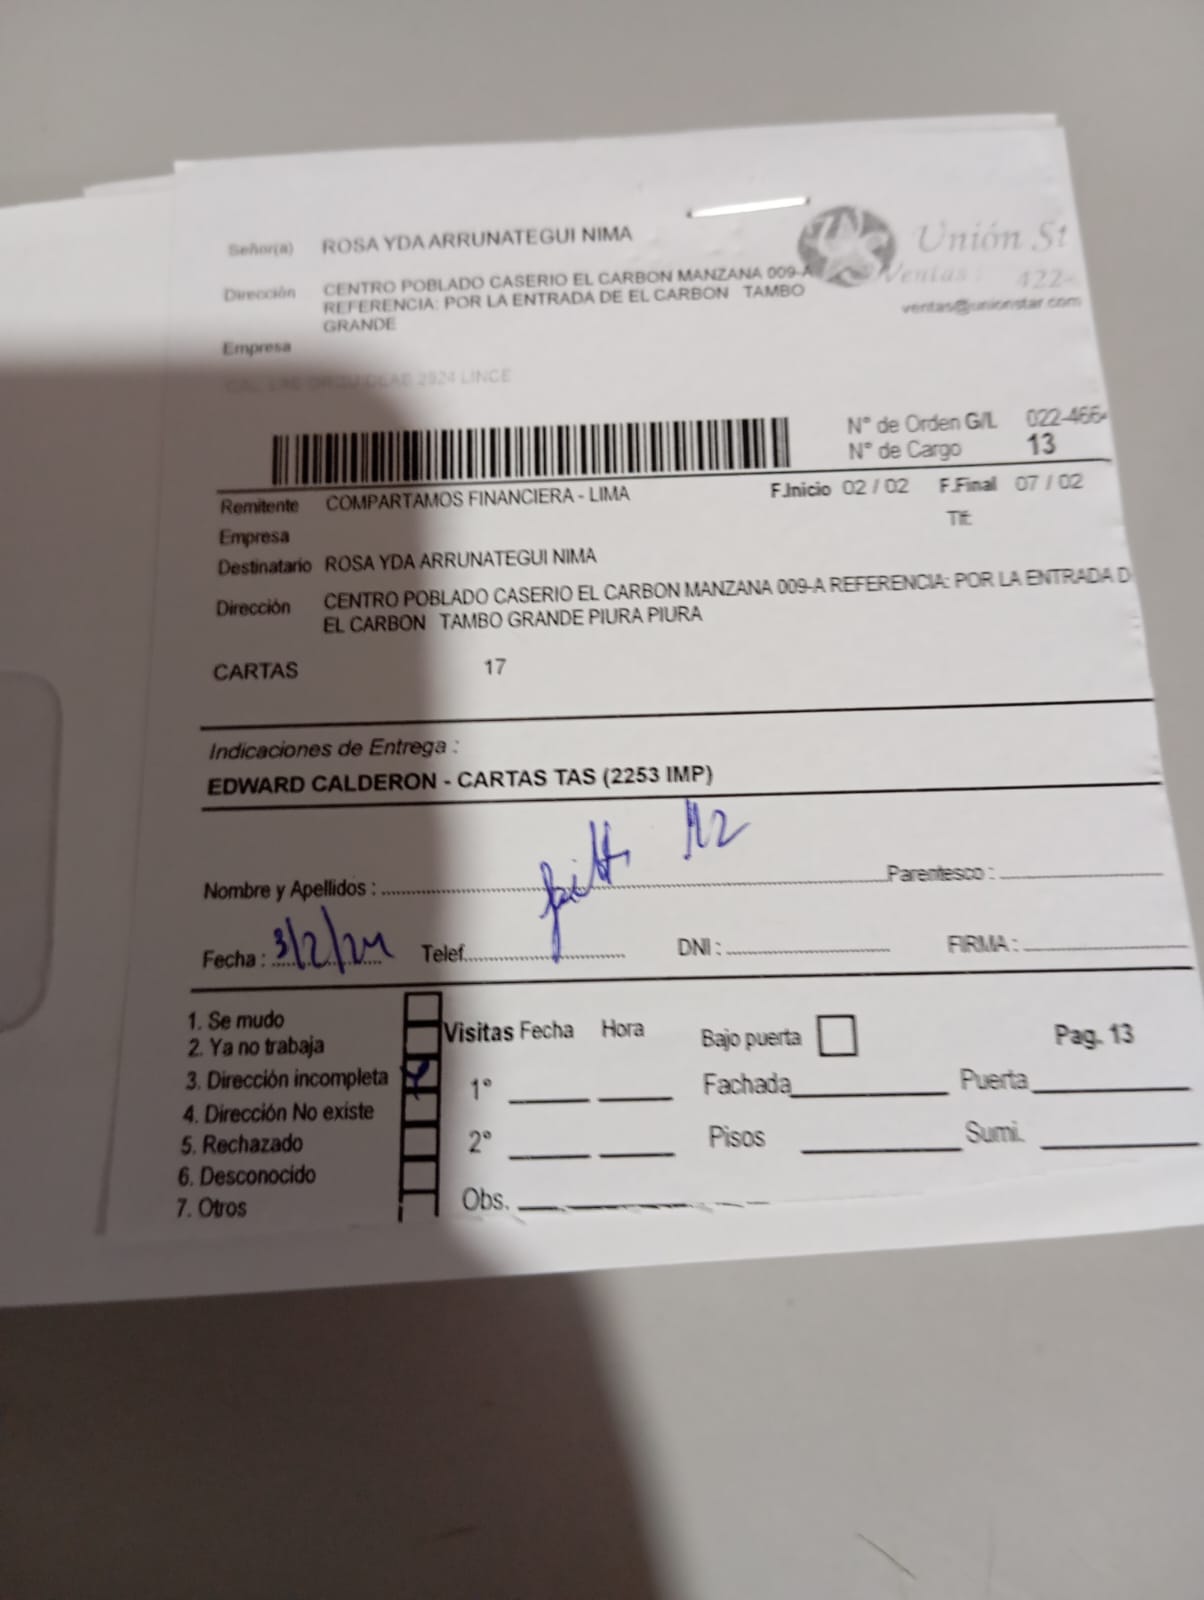 Señor(a) ROSA YDA ARRUNATEGUI NIMA
Unión St
Dirección CENTRO POBLADO CASERIO EL CARBON MANZANA 009-A
REFERENCIA: POR LA ENTRADA DE EL CARBON TAMBO
GRANDE
Ventas: 422-
ventas@unionstar.com
Empresa
2924 LINCE
N° de Orden G/L 022-466-
N° de Cargo 13
Remitente COMPARTAMOS FINANCIERA - LIMA F.Inicio 02 / 02 F.Final 07 / 02
Empresa Tlf:
Destinatario ROSA YDA ARRUNATEGUI NIMA
Dirección CENTRO POBLADO CASERIO EL CARBON MANZANA 009-A REFERENCIA: POR LA ENTRADA D
EL CARBON TAMBO GRANDE PIURA PIURA
CARTAS 17
Indicaciones de Entrega :
EDWARD CALDERON - CARTAS TAS (2253 IMP)
Nombre y Apellidos : Parentesco :
Fecha : 3/2/24 Telef. DNI : FIRMA :
1. Se mudo
2. Ya no trabaja
3. Dirección incompleta
4. Dirección No existe
5. Rechazado
6. Desconocido
7. Otros
Visitas Fecha Hora Bajo puerta Pag. 13
1° Fachada Puerta
2° Pisos Sumi.
Obs.